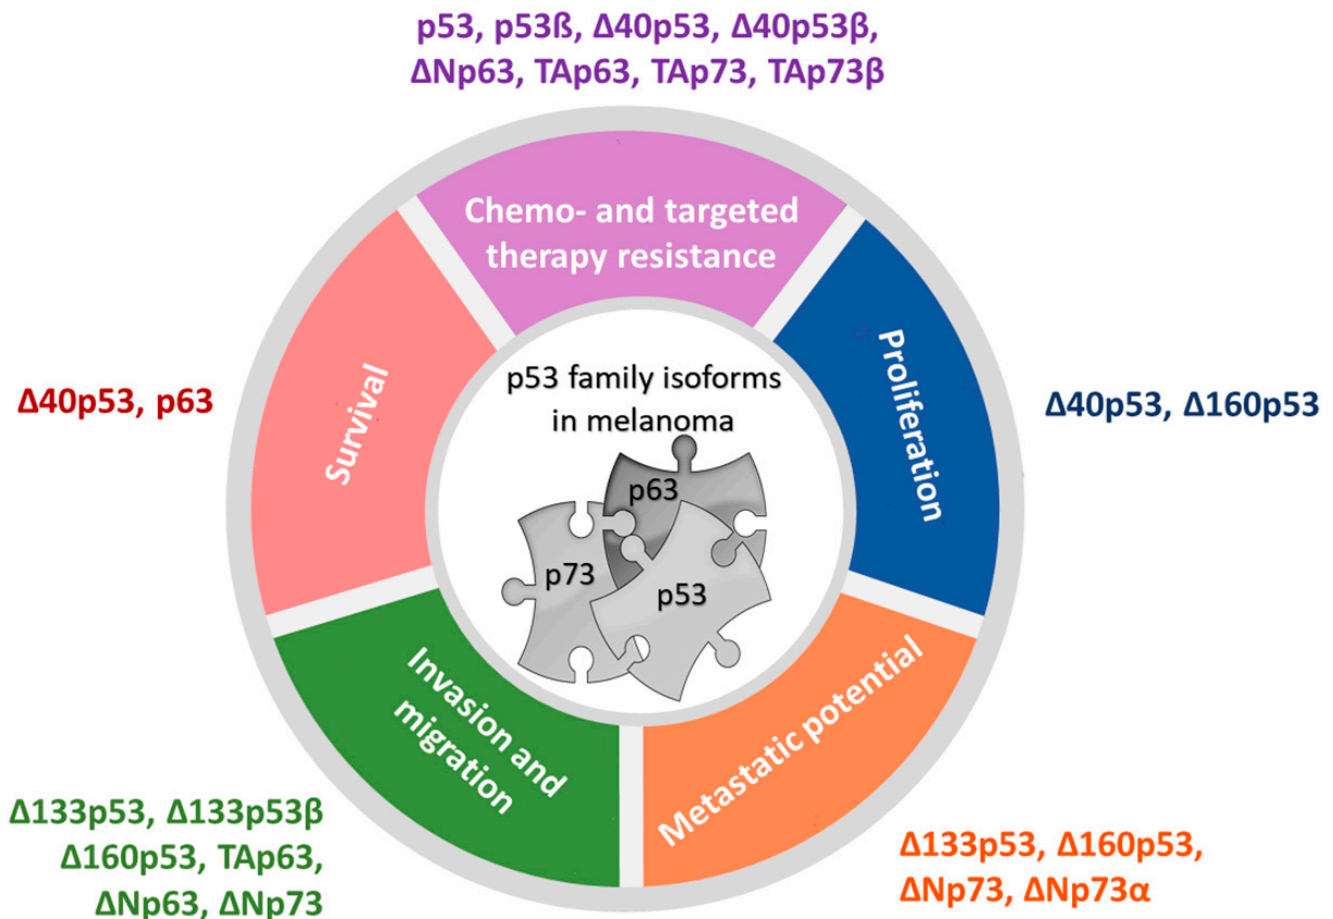 p53, p53ß, Δ40p53, Δ40p53β,
ΔNp63, TAp63, TAp73, TAp73β
Chemo- and targeted
therapy resistance
Proliferation
Δ40p53, Δ160p53
Survival
Δ40p53, p63
p53 family isoforms
in melanoma
p63
p73
p53
Invasion and
migration
Δ133p53, Δ133p53β
Δ160p53, TAp63,
ΔNp63, ΔNp73
Metastatic potential
Δ133p53, Δ160p53,
ΔNp73, ΔNp73α